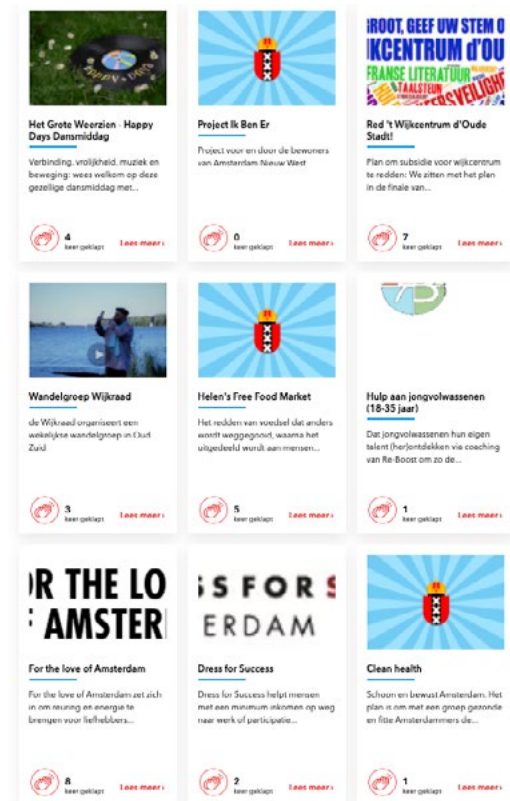 HAPPY DAYS
ROOT, GEEF UW STEM O
KCENTRUM d'OU
FRANSE LITERATUUR
TAALSTEUN
ERSVEILIGH
Het Grote Weerzien - Happy
Days Dansmiddag
Verbinding, vrolijkheid, muziek en
beweging: wees welkom op deze
gezellige dansmiddag met...
4
keer geklapt
Lees meer ›
Project Ik Ben Er
Project voor en door de bewoners
van Amsterdam Nieuw West
0
keer geklapt
Lees meer ›
Red 't Wijkcentrum d'Oude
Stadt!
Plan om subsidie voor wijkcentrum
te redden: We zitten met het plan
in de finale van...
7
keer geklapt
Lees meer ›
Wandelgroep Wijkraad
de Wijkraad organiseert een
wekelijkse wandelgroep in Oud
Zuid
3
keer geklapt
Lees meer ›
Helen's Free Food Market
Het redden van voedsel dat anders
wordt weggegooid, waarna het
uitgedeeld wordt aan mensen...
5
keer geklapt
Lees meer ›
Hulp aan jongvolwassenen
(18-35 jaar)
Dat jongvolwassenen hun eigen
talent (her)ontdekken via coaching
van Re-Boost om zo de...
1
keer geklapt
Lees meer ›
OR THE LO
F AMSTER
For the love of Amsterdam
For the love of Amsterdam zet zich
in om reuring en energie te
brengen voor liefhebbers...
8
keer geklapt
Lees meer ›
SS FOR S
ERDAM
Dress for Success
Dress for Success helpt mensen
met een minimum inkomen op weg
naar werk of participatie...
2
keer geklapt
Lees meer ›
Clean health
Schoon en bewust Amsterdam. Het
plan is om met een groep gezonde
en fitte Amsterdammers de...
1
keer geklapt
Lees meer ›